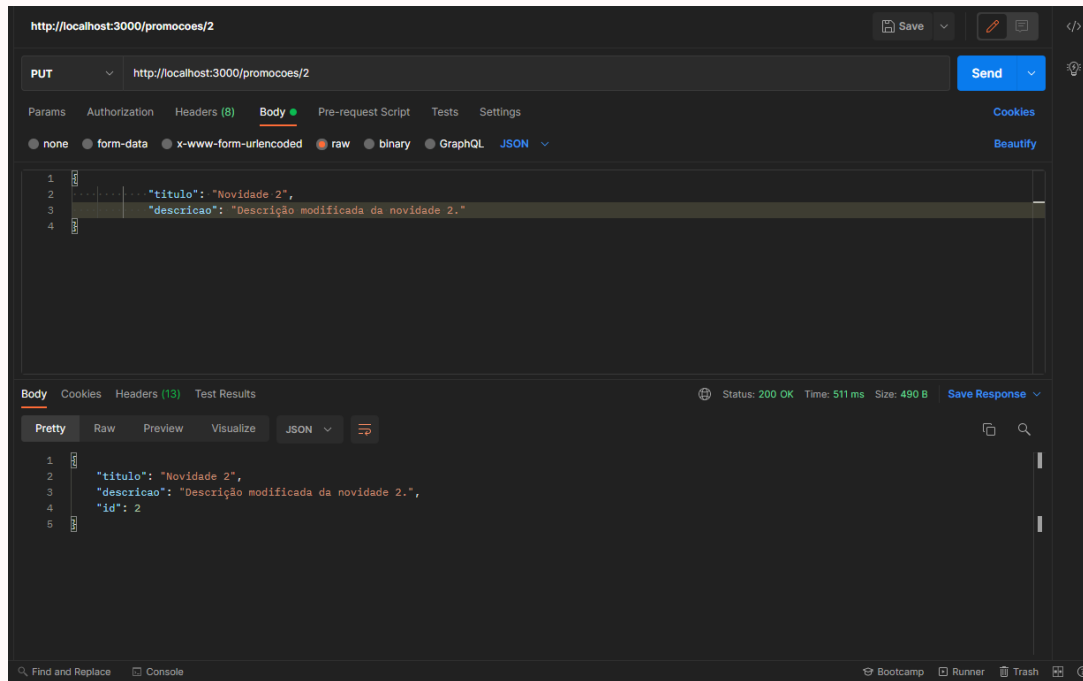 http://localhost:3000/promocoes/2 Save
PUT http://localhost:3000/promocoes/2 Send
Params Authorization Headers (8) Body Pre-request Script Tests Settings Cookies
none form-data x-www-form-urlencoded raw binary GraphQL JSON Beautify
1 {
2 "titulo": "Novidade 2",
3 "descricao": "Descrição modificada da novidade 2."
4 }
Body Cookies Headers (13) Test Results Status: 200 OK Time: 511 ms Size: 490 B Save Response
Pretty Raw Preview Visualize JSON
1 {
2 "titulo": "Novidade 2",
3 "descricao": "Descrição modificada da novidade 2.",
4 "id": 2
5 }
Find and Replace Console Bootcamp Runner Trash